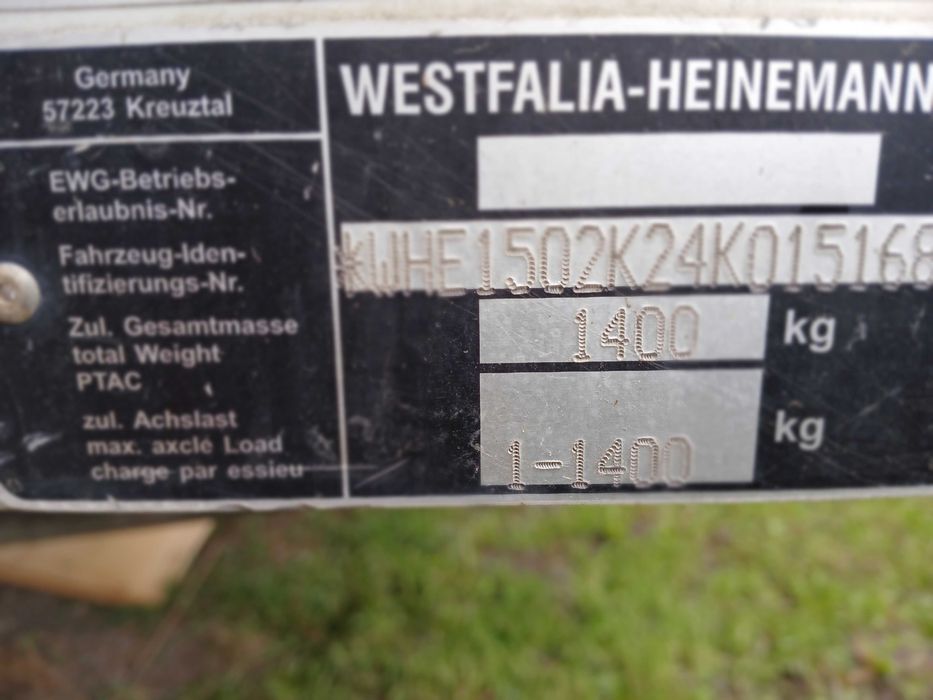 Germany
57223 Kreuztal
WESTFALIA-HEINEMANN
EWG-Betriebs-
erlaubnis-Nr.
Fahrzeug-Iden-
tifizierungs-Nr.
*WHE1502K24K015168
Zul. Gesamtmasse
total Weight
PTAC
1400 kg
zul. Achslast
max. axcle Load
charge par essieu
1-1400 kg